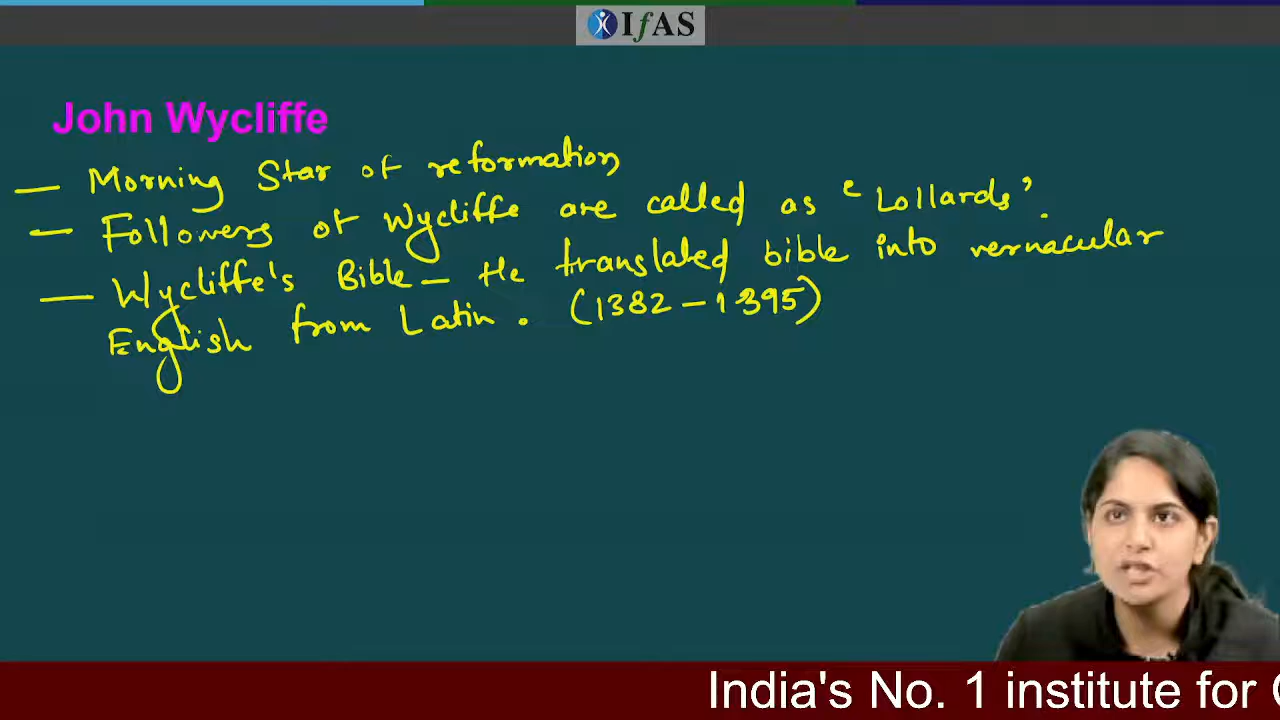 IfAS
John Wycliffe
— Morning Star of reformation
— Followers of Wycliffe are called as ‘Lollards’.
— Wycliffe's Bible – He translated bible into vernacular
English from Latin. (1382 – 1395)
India's No. 1 institute for